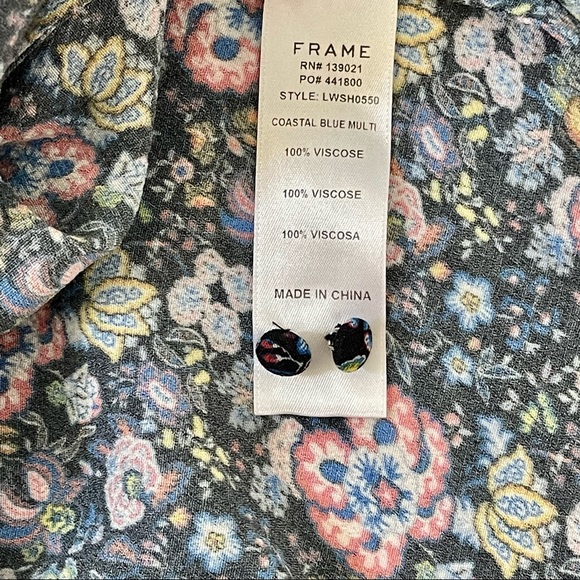 FRAME
RN# 139021
PO# 441800
STYLE: LWSH0550
COASTAL BLUE MULTI
100% VISCOSE
100% VISCOSE
100% VISCOSA
MADE IN CHINA